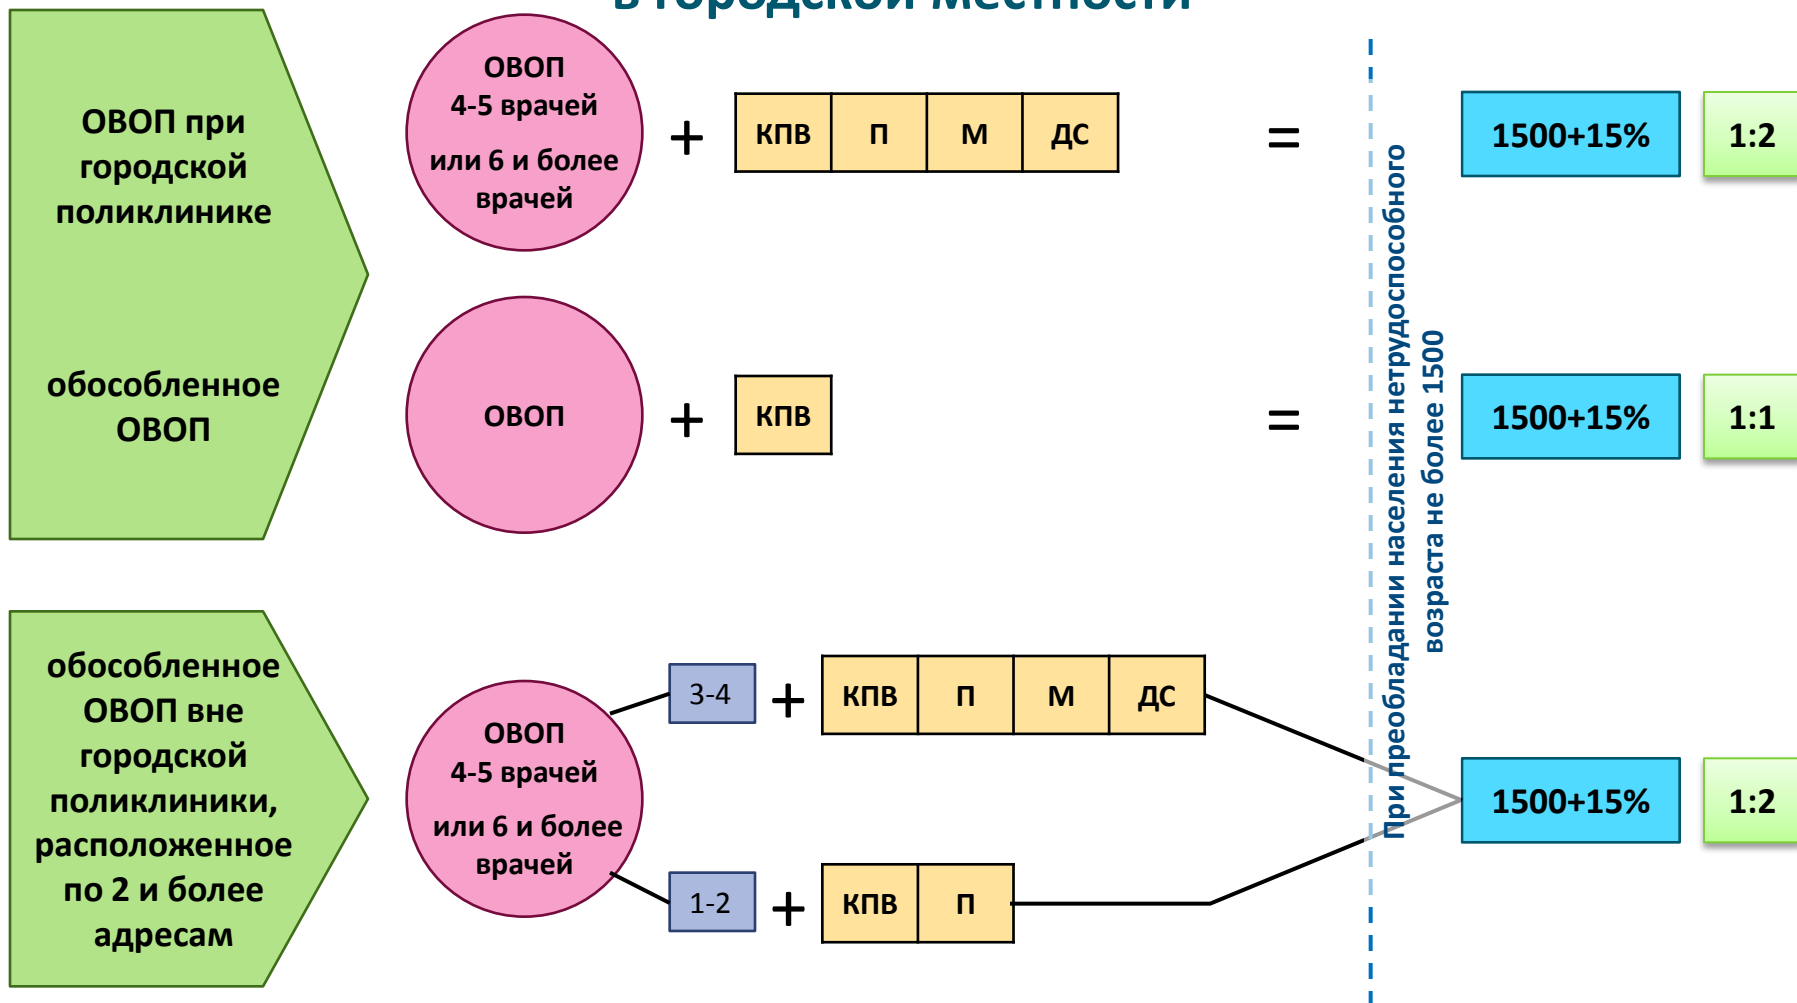 в городской местности
ОВОП при
городской
поликлинике
ОВОП
4-5 врачей
или 6 и более
врачей
+
КПВ П М ДС
=
1500+15%
1:2
обособленное
ОВОП
ОВОП
+
КПВ
=
1500+15%
1:1
При преобладании населения нетрудоспособного
возраста не более 1500
обособленное
ОВОП вне
городской
поликлиники,
расположенное
по 2 и более
адресам
ОВОП
4-5 врачей
или 6 и более
врачей
3-4
+
КПВ П М ДС
1-2
+
КПВ П
1500+15%
1:2